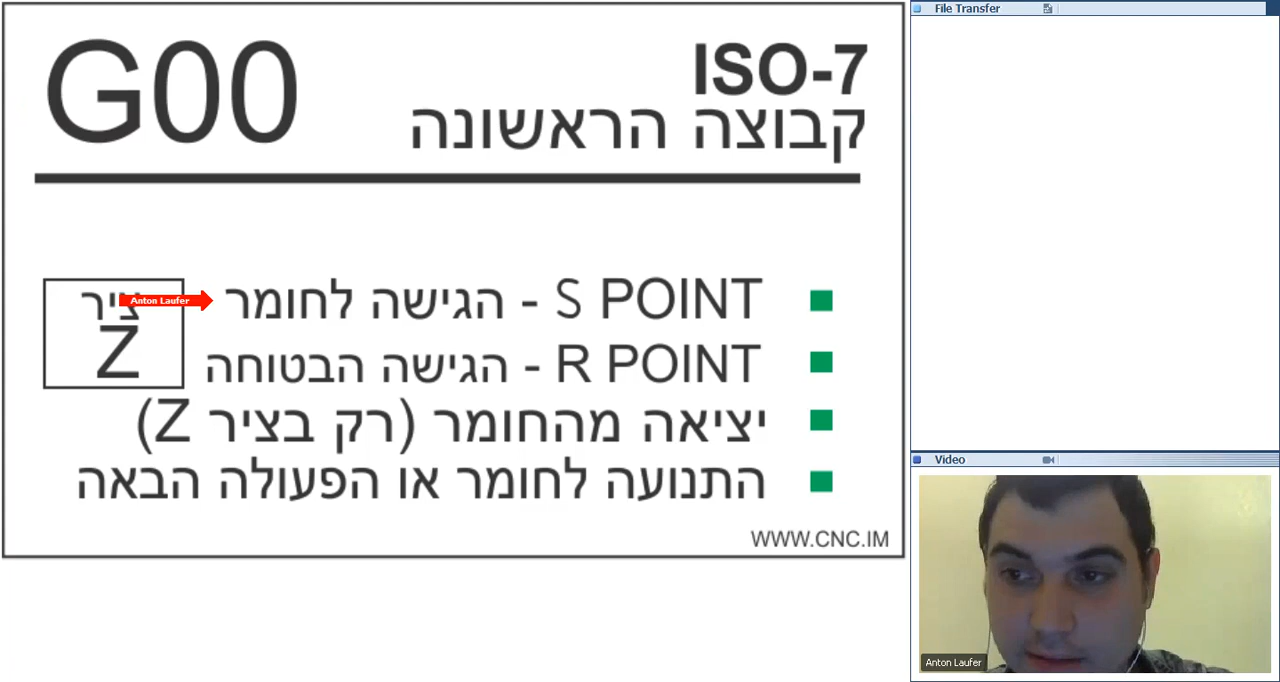 G00
ISO-7
קבוצה הראשונה
S POINT - הגישה לחומר
R POINT - הגישה הבטוחה
יציאה מהחומר (רק בציר Z)
התנועה לחומר או הפעולה הבאה
ציר
Z
Anton Laufer
WWW.CNC.IM
File Transfer
Video
Anton Laufer